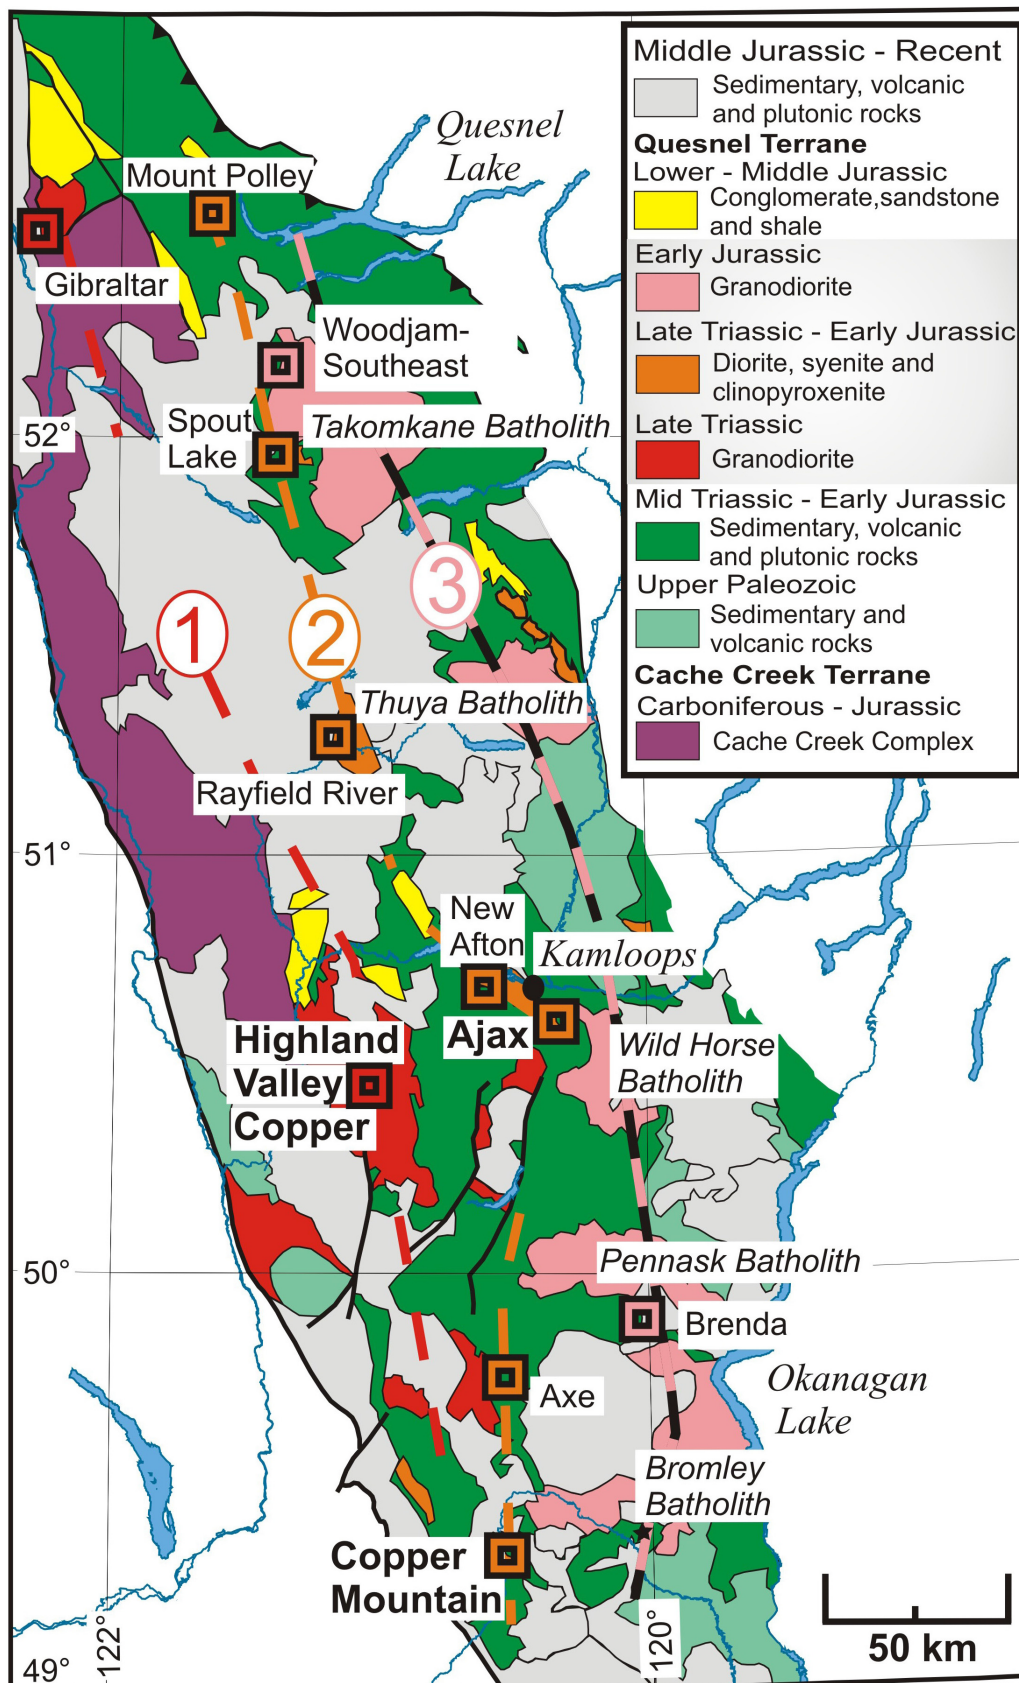 Middle Jurassic - Recent
Sedimentary, volcanic
and plutonic rocks
Quesnel Terrane
Lower - Middle Jurassic
Conglomerate,sandstone
and shale
Early Jurassic
Granodiorite
Late Triassic - Early Jurassic
Diorite, syenite and
clinopyroxenite
Late Triassic
Granodiorite
Mid Triassic - Early Jurassic
Sedimentary, volcanic
and plutonic rocks
Upper Paleozoic
Sedimentary and
volcanic rocks
Cache Creek Terrane
Carboniferous - Jurassic
Cache Creek Complex
Quesnel
Lake
Mount Polley
Gibraltar
Woodjam-
Southeast
Spout
Lake
Takomkane Batholith
52°
1
2
3
Thuya Batholith
Rayfield River
51°
New
Afton
Kamloops
Ajax
Highland
Valley
Copper
Wild Horse
Batholith
50°
Pennask Batholith
Brenda
Axe
Okanagan
Lake
Bromley
Batholith
Copper
Mountain
49°
122°
120°
50 km